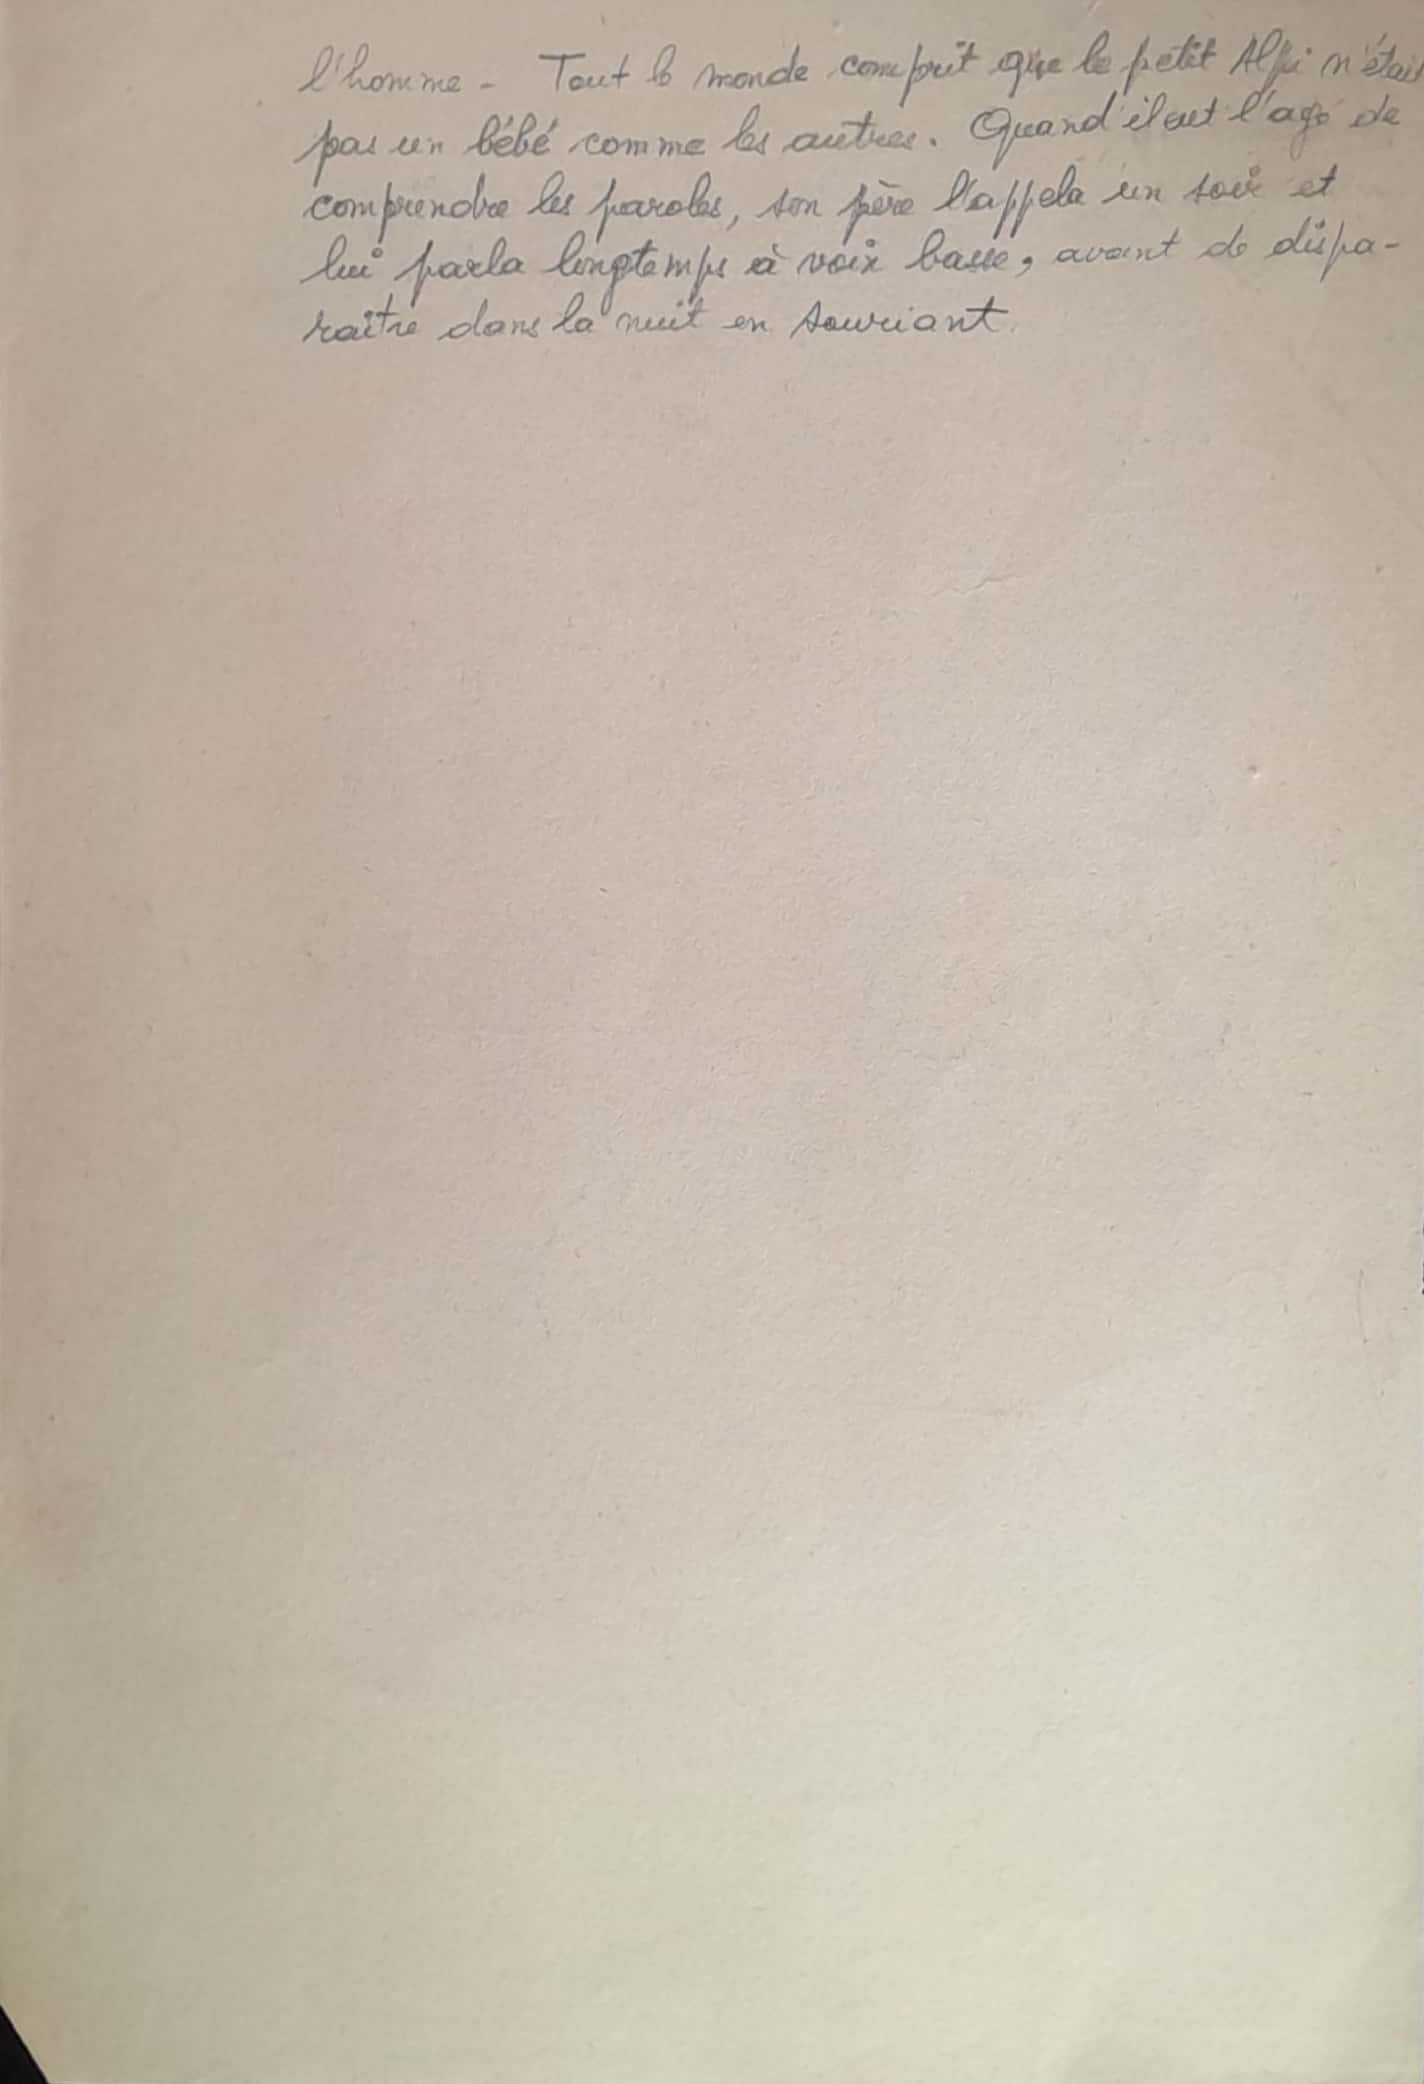 l'homme - Tout le monde comprit que le petit Alfii n'était
pas un bébé comme les autres. Quand il eut l'age de
comprendre les paroles, son père l'appela un soir et
lui parla longtemps à voix basse, avant de dispa-
raître dans la nuit en souriant.